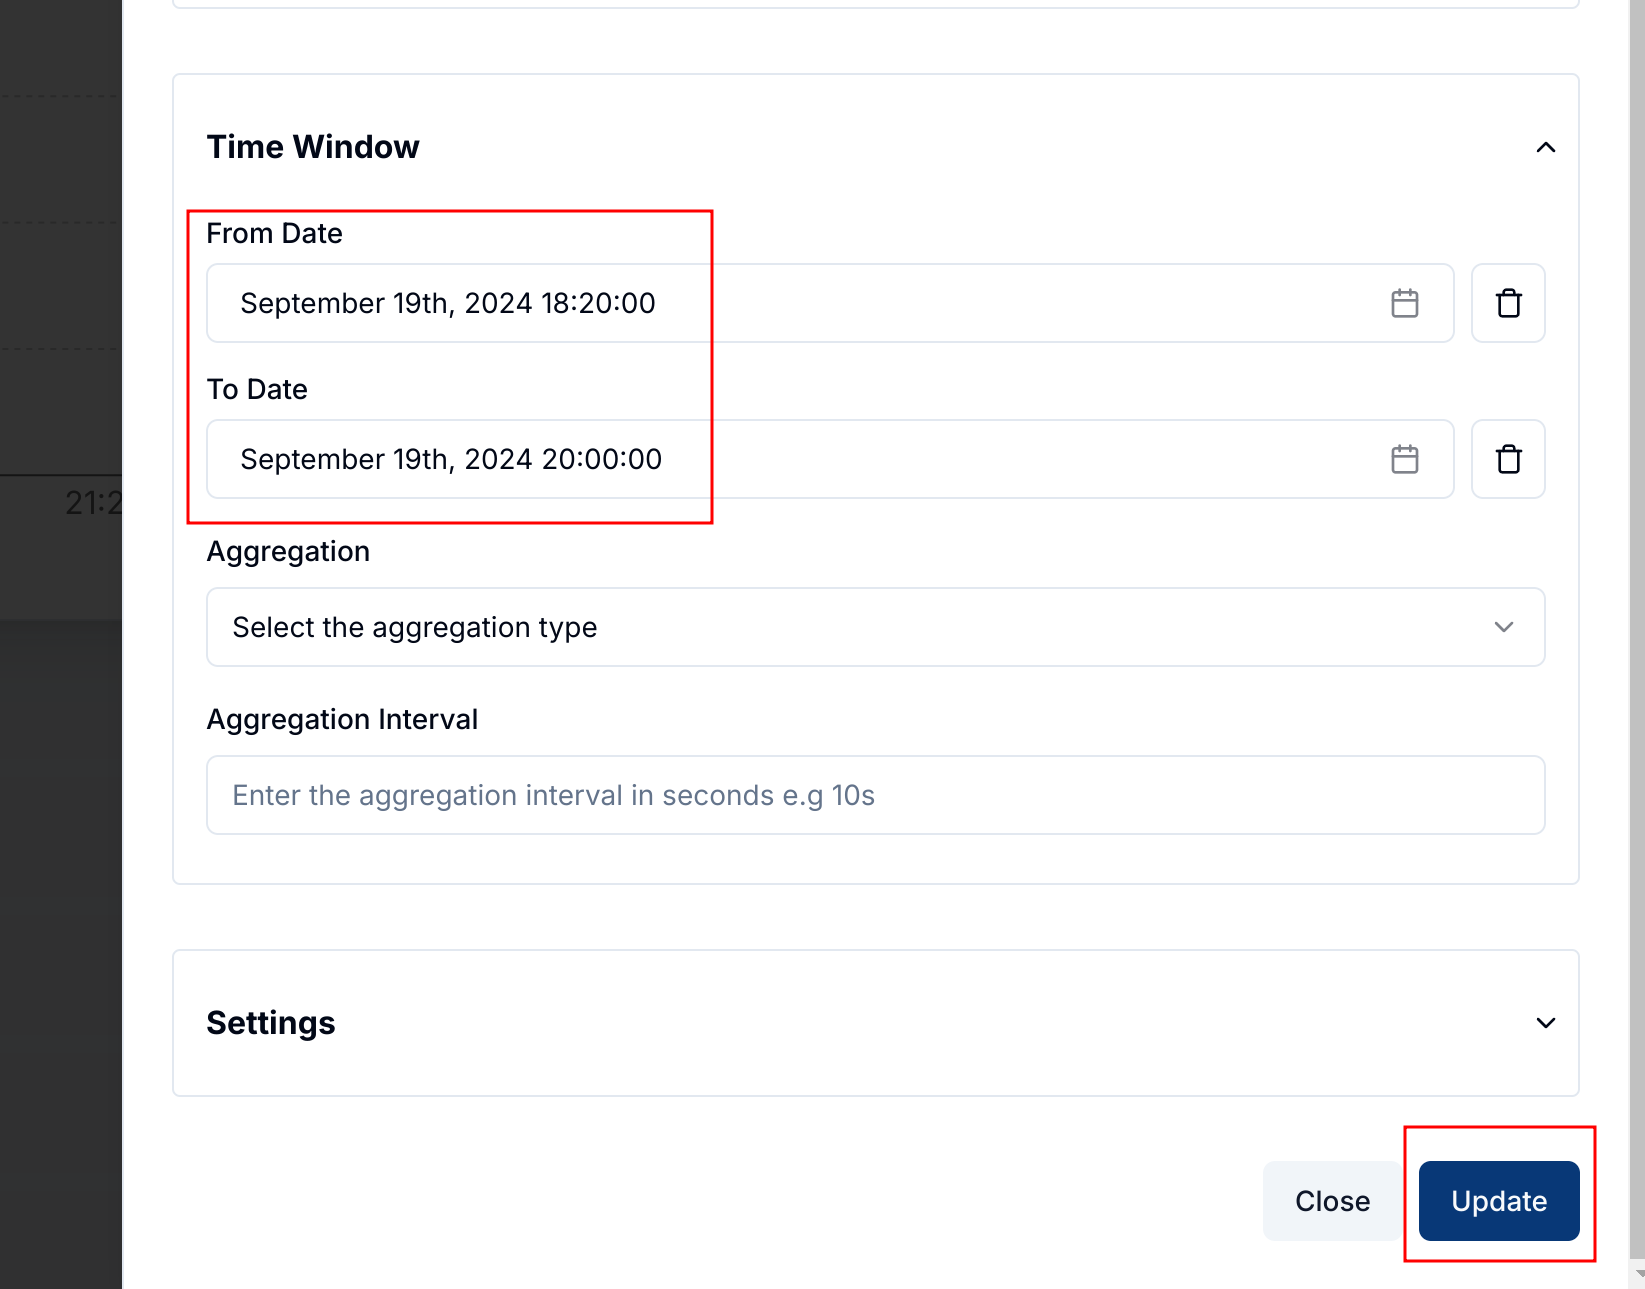 Time Window
From Date
September 19th, 2024 18:20:00
To Date
September 19th, 2024 20:00:00
21:2
Aggregation
Select the aggregation type
Aggregation Interval
Enter the aggregation interval in seconds e.g 10s
Settings
Close
Update